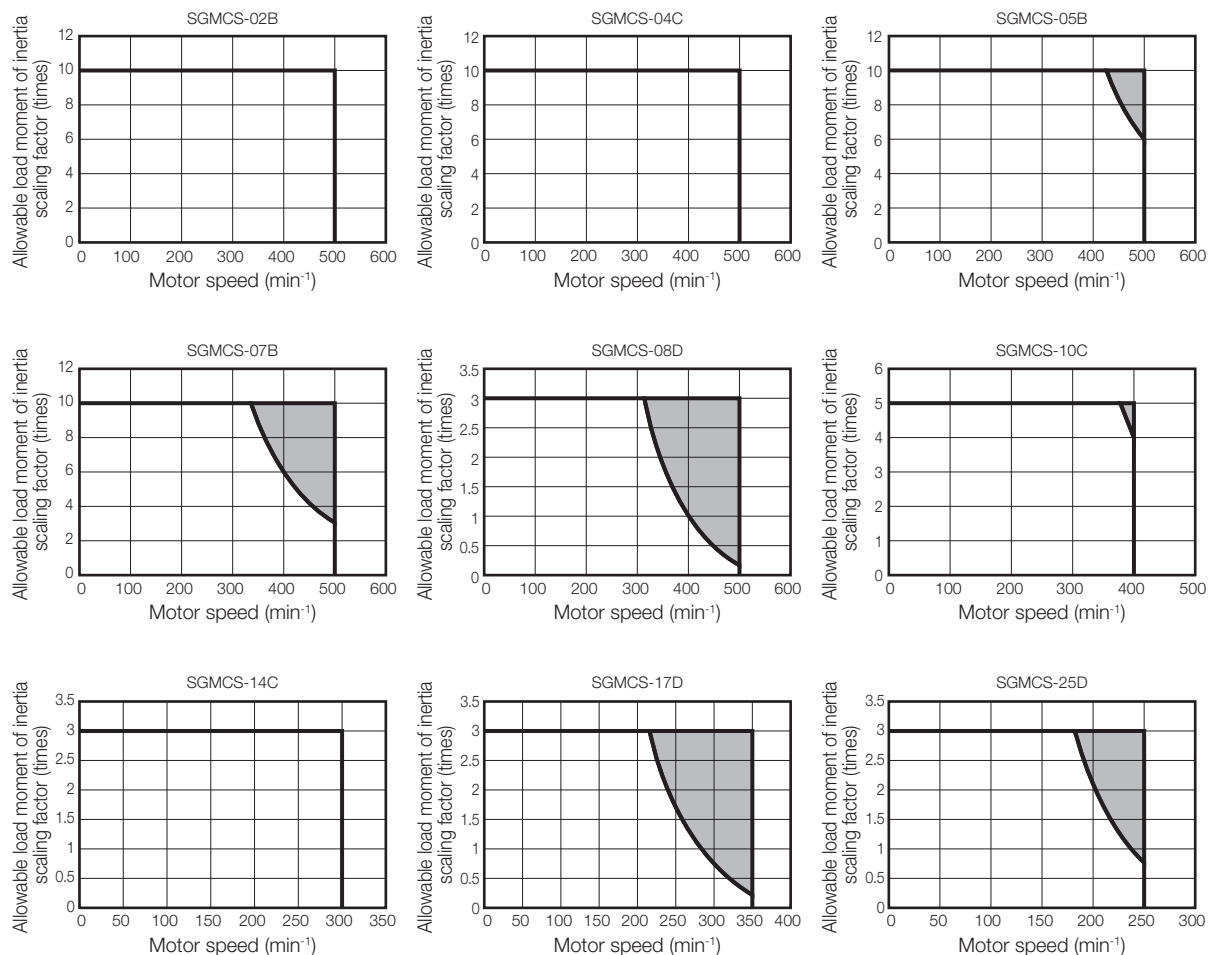 SGMCS-02B
Allowable load moment of inertia
scaling factor (times)
12
10
8
6
4
2
0
0 100 200 300 400 500 600
Motor speed (min-1)
SGMCS-04C
Allowable load moment of inertia
scaling factor (times)
12
10
8
6
4
2
0
0 100 200 300 400 500 600
Motor speed (min-1)
SGMCS-05B
Allowable load moment of inertia
scaling factor (times)
12
10
8
6
4
2
0
0 100 200 300 400 500 600
Motor speed (min-1)
SGMCS-07B
Allowable load moment of inertia
scaling factor (times)
12
10
8
6
4
2
0
0 100 200 300 400 500 600
Motor speed (min-1)
SGMCS-08D
Allowable load moment of inertia
scaling factor (times)
3.5
3
2.5
2
1.5
1
0.5
0
0 100 200 300 400 500 600
Motor speed (min-1)
SGMCS-10C
Allowable load moment of inertia
scaling factor (times)
6
5
4
3
2
1
0
0 100 200 300 400 500
Motor speed (min-1)
SGMCS-14C
Allowable load moment of inertia
scaling factor (times)
3.5
3
2.5
2
1.5
1
0.5
0
0 50 100 150 200 250 300 350
Motor speed (min-1)
SGMCS-17D
Allowable load moment of inertia
scaling factor (times)
3.5
3
2.5
2
1.5
1
0.5
0
0 50 100 150 200 250 300 350 400
Motor speed (min-1)
SGMCS-25D
Allowable load moment of inertia
scaling factor (times)
3.5
3
2.5
2
1.5
1
0.5
0
0 50 100 150 200 250 300
Motor speed (min-1)